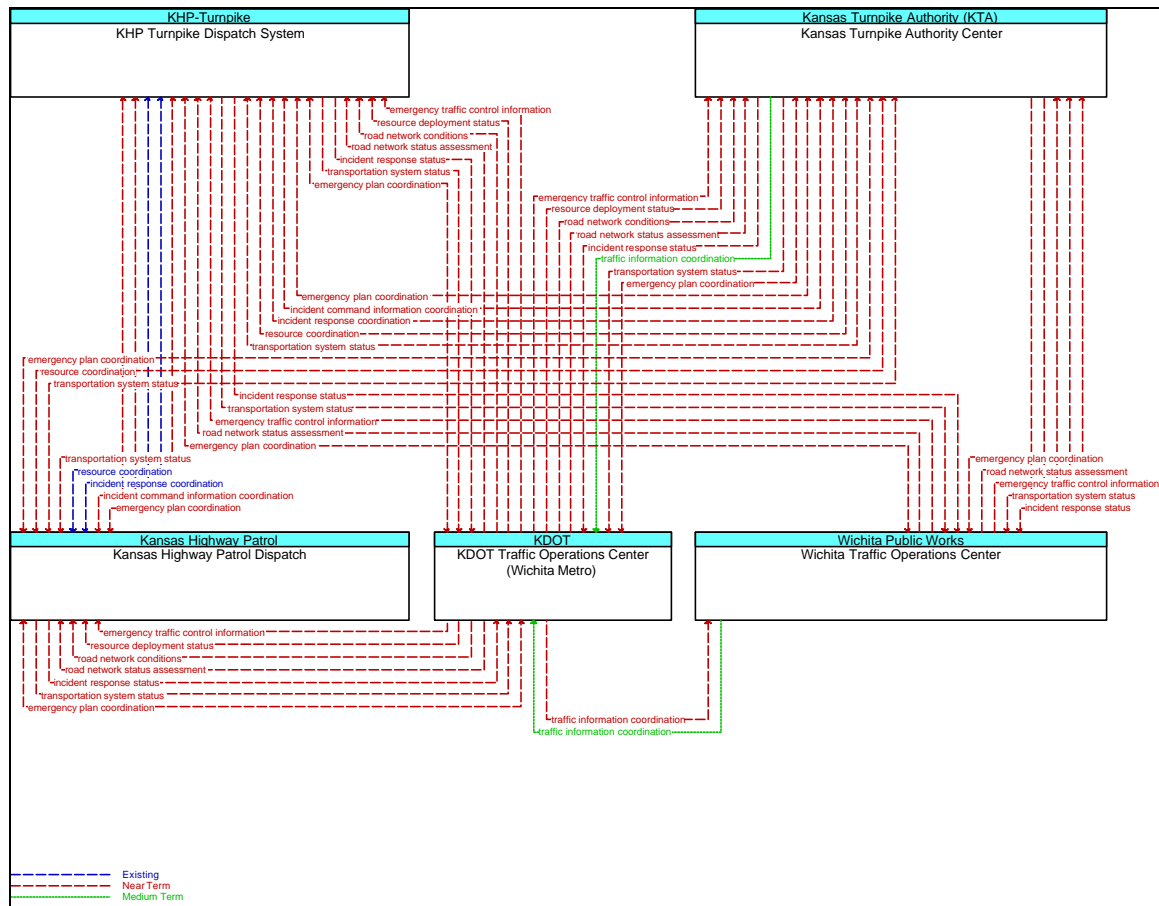 KHP-Turnpike
KHP Turnpike Dispatch System
Kansas Turnpike Authority (KTA)
Kansas Turnpike Authority Center
emergency traffic control information
resource deployment status
road network conditions
road network status assessment
incident response status
transportation system status
emergency plan coordination
emergency traffic control information
resource deployment status
road network conditions
road network status assessment
incident response status
traffic information coordination
transportation system status
emergency plan coordination
emergency plan coordination
incident command information coordination
incident response coordination
resource coordination
transportation system status
emergency plan coordination
resource coordination
transportation system status
incident response status
transportation system status
emergency traffic control information
road network status assessment
emergency plan coordination
transportation system status
resource coordination
incident response coordination
incident command information coordination
emergency plan coordination
emergency plan coordination
road network status assessment
emergency traffic control information
transportation system status
incident response status
Kansas Highway Patrol
Kansas Highway Patrol Dispatch
KDOT
KDOT Traffic Operations Center
(Wichita Metro)
Wichita Public Works
Wichita Traffic Operations Center
emergency traffic control information
resource deployment status
road network conditions
road network status assessment
incident response status
transportation system status
emergency plan coordination
traffic information coordination
traffic information coordination
Existing
Near Term
Medium Term